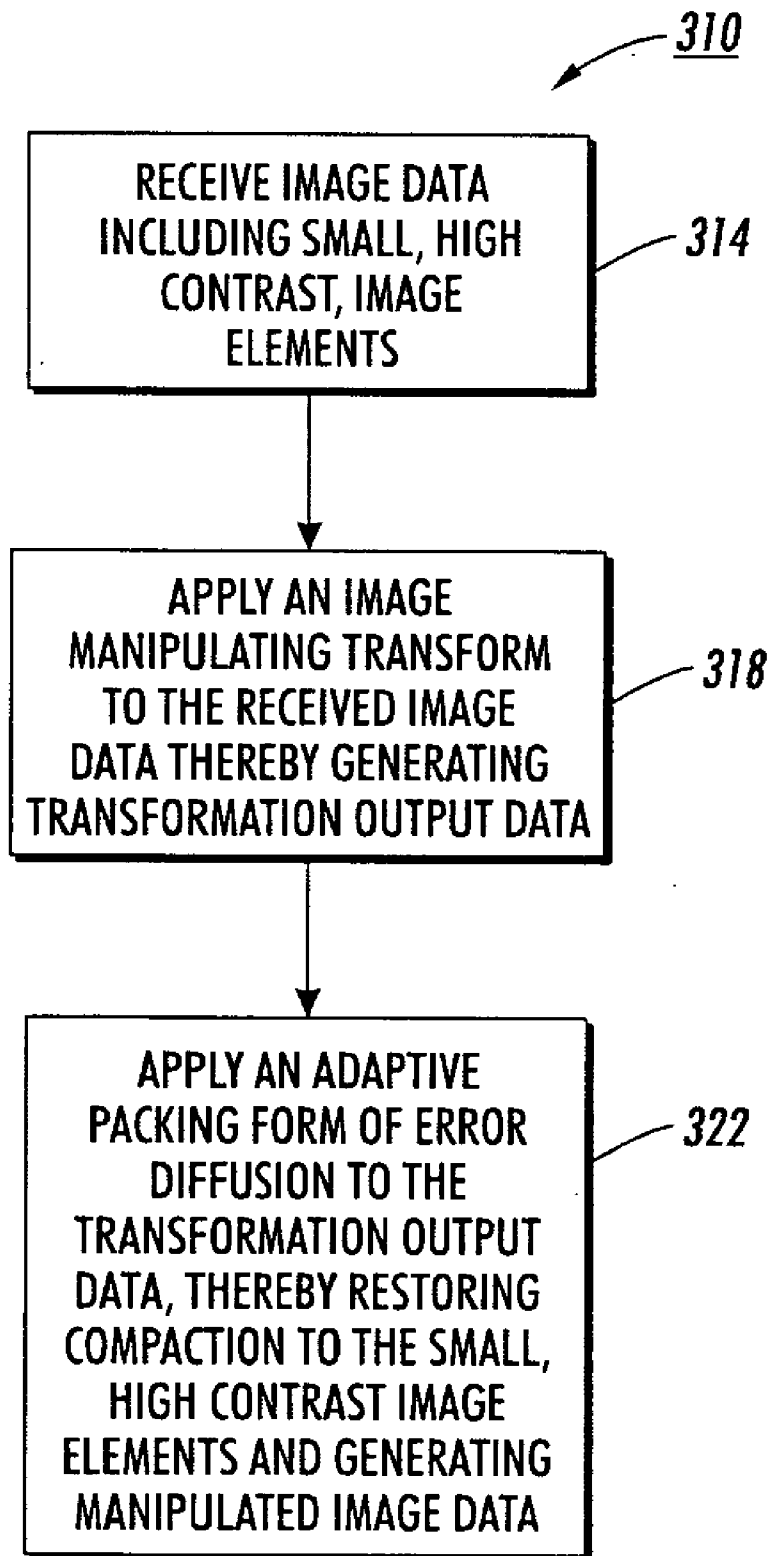 310
RECEIVE IMAGE DATA
INCLUDING SMALL, HIGH
CONTRAST, IMAGE
ELEMENTS
314
APPLY AN IMAGE
MANIPULATING TRANSFORM
TO THE RECEIVED IMAGE
DATA THEREBY GENERATING
TRANSFORMATION OUTPUT DATA
318
APPLY AN ADAPTIVE
PACKING FORM OF ERROR
DIFFUSION TO THE
TRANSFORMATION OUTPUT
DATA, THEREBY RESTORING
COMPACTION TO THE SMALL,
HIGH CONTRAST IMAGE
ELEMENTS AND GENERATING
MANIPULATED IMAGE DATA
322